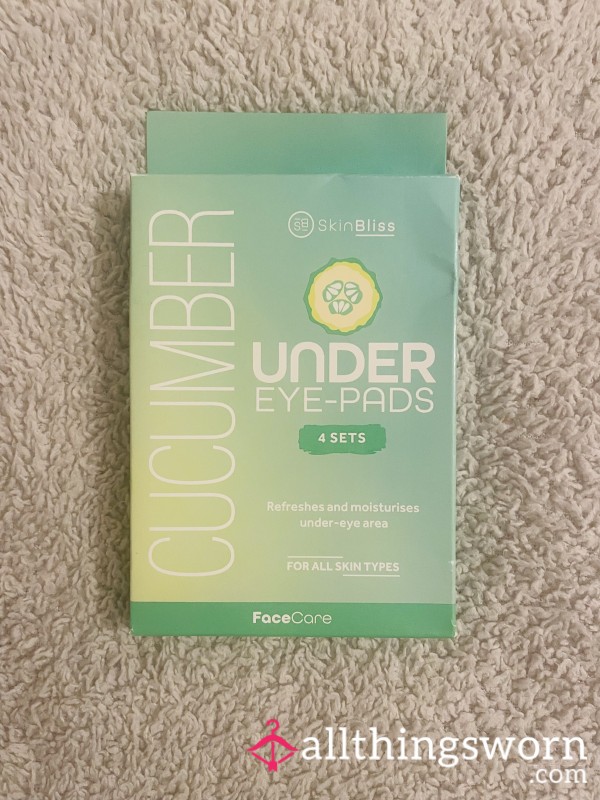 CUCUMBER
SkinBliss
UNDER
EYE-PADS
4 SETS
Refreshes and moisturises
under-eye area
FOR ALL SKIN TYPES
FaceCare
allthingsworn
.com